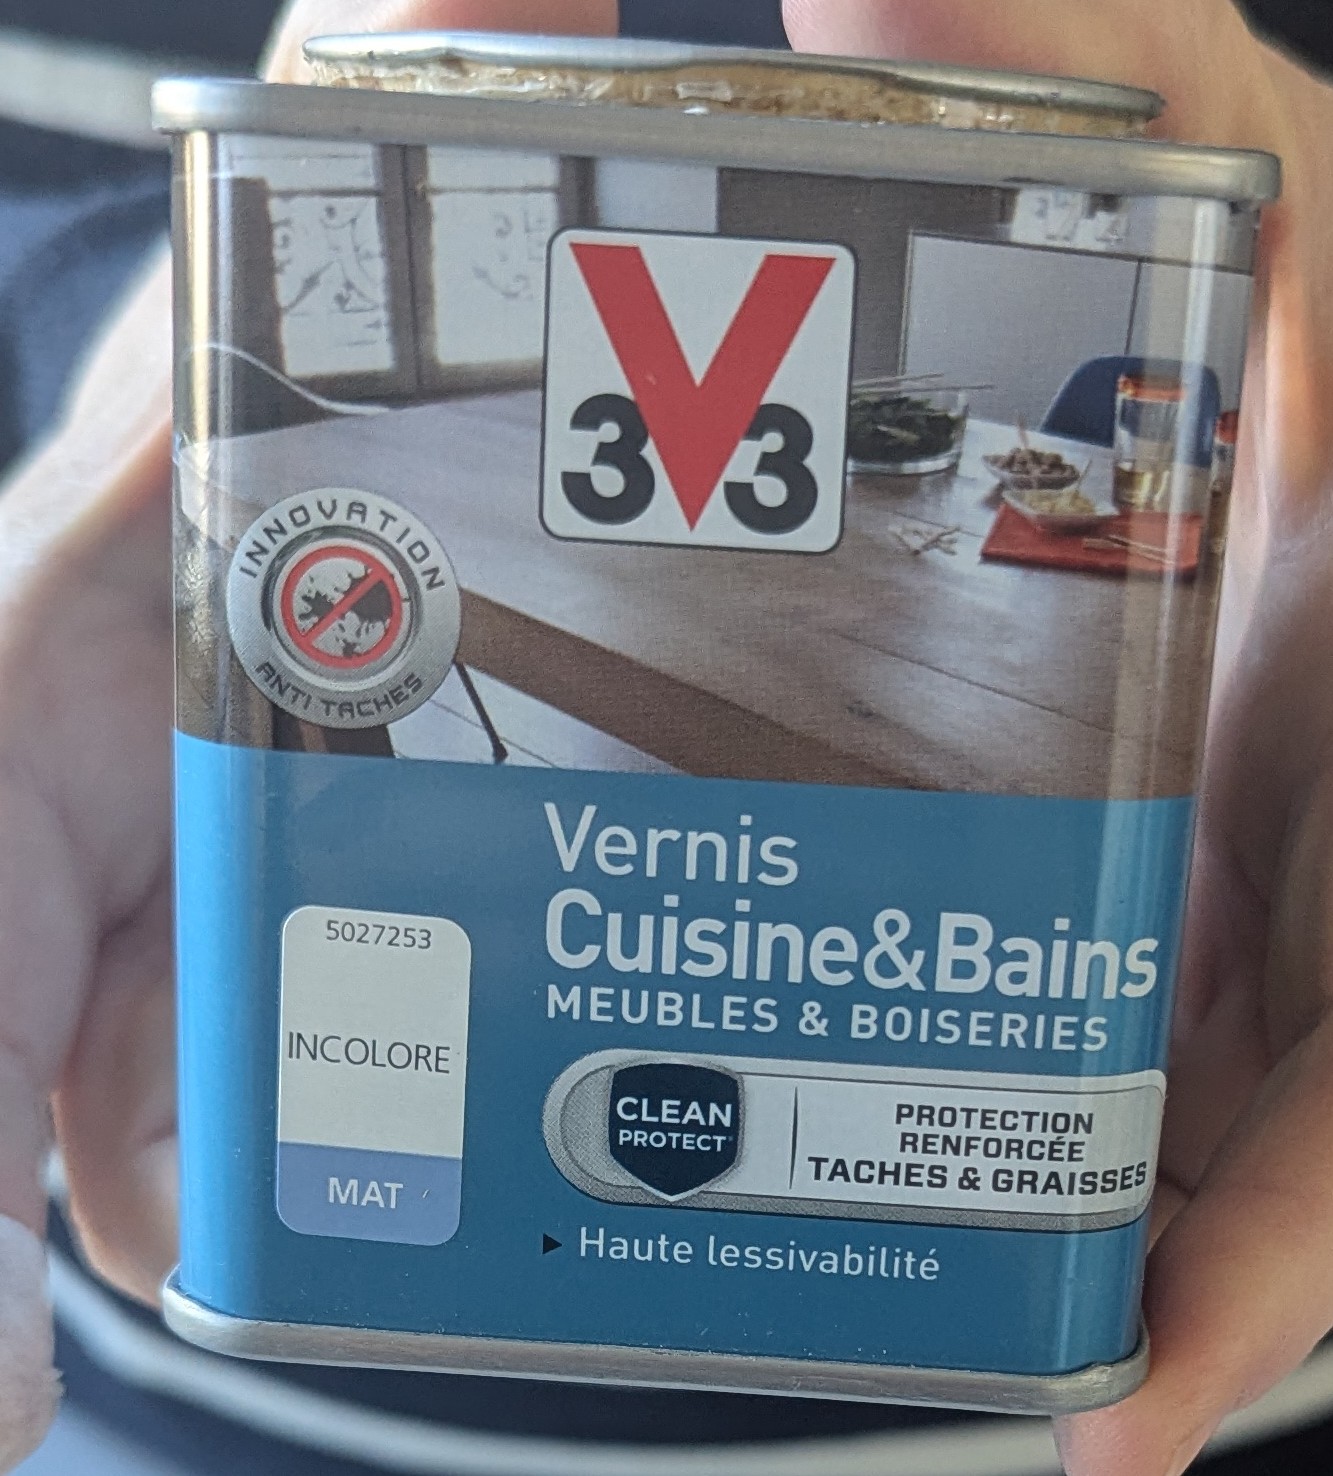 3V3
INNOVATION
ANTI TACHES
Vernis
Cuisine&Bains
MEUBLES & BOISERIES
5027253
INCOLORE
MAT
CLEAN
PROTECT
PROTECTION
RENFORCÉE
TACHES & GRAISSES
Haute lessivabilité